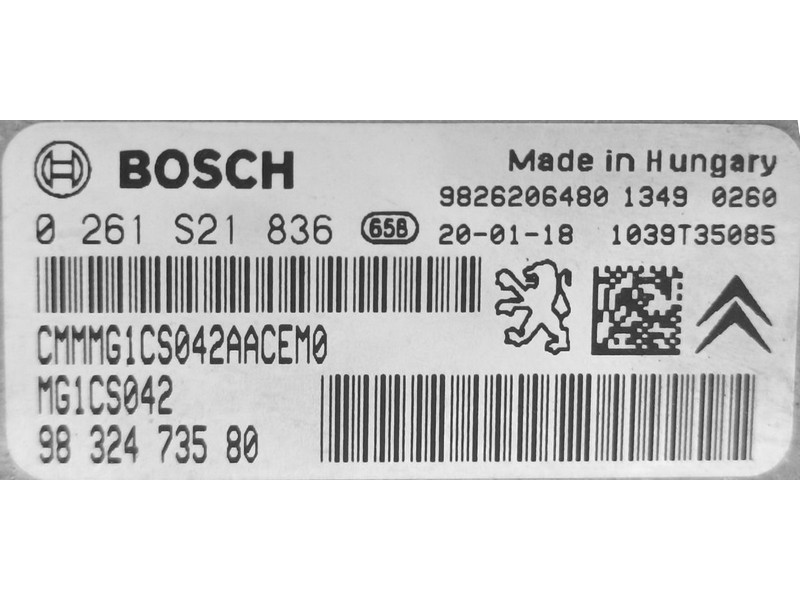 BOSCH
Made in Hungary
9826206480 1349 0260
0 261 S21 836 65B 20-01-18 1039T35085
CMMMG1CS042AACEM0
MG1CS042
98 324 735 80